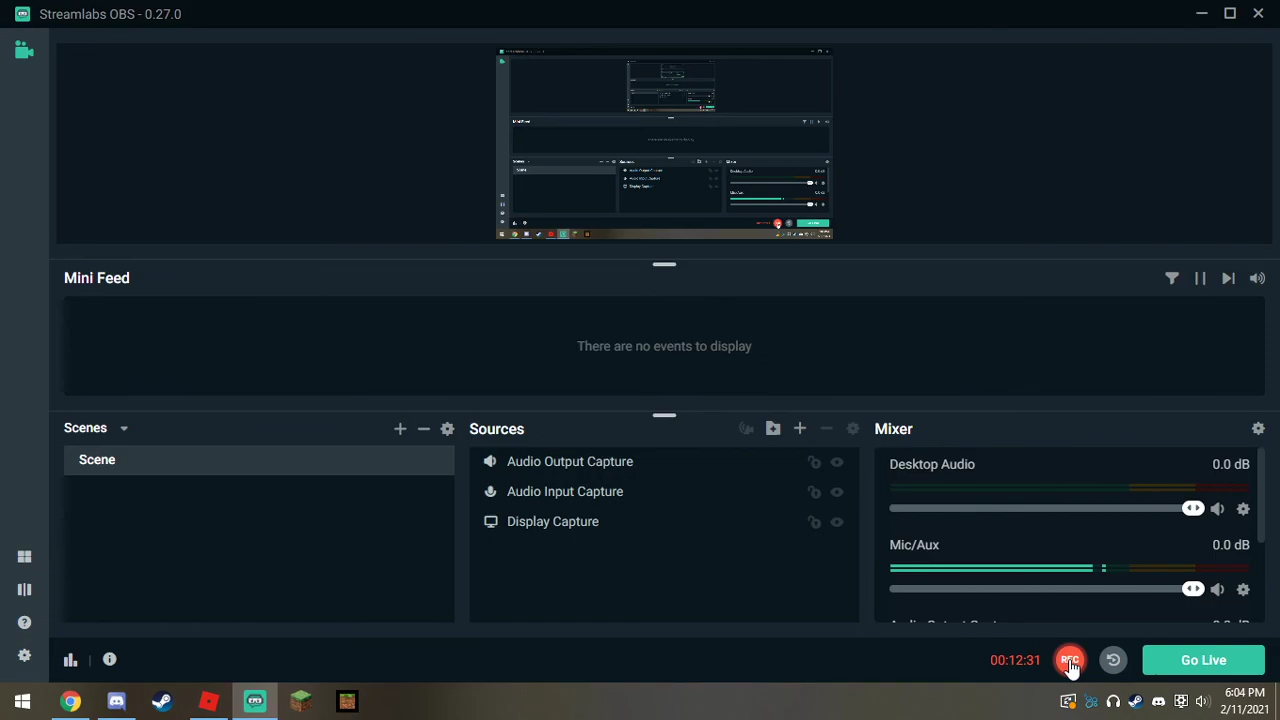 Streamlabs OBS - 0.27.0
Mini Feed
There are no events to display
Scenes
Scene
Sources
Audio Output Capture
Audio Input Capture
Display Capture
Mixer
Desktop Audio 0.0 dB
Mic/Aux 0.0 dB
00:12:31
REC
Go Live
6:04 PM
2/11/2021